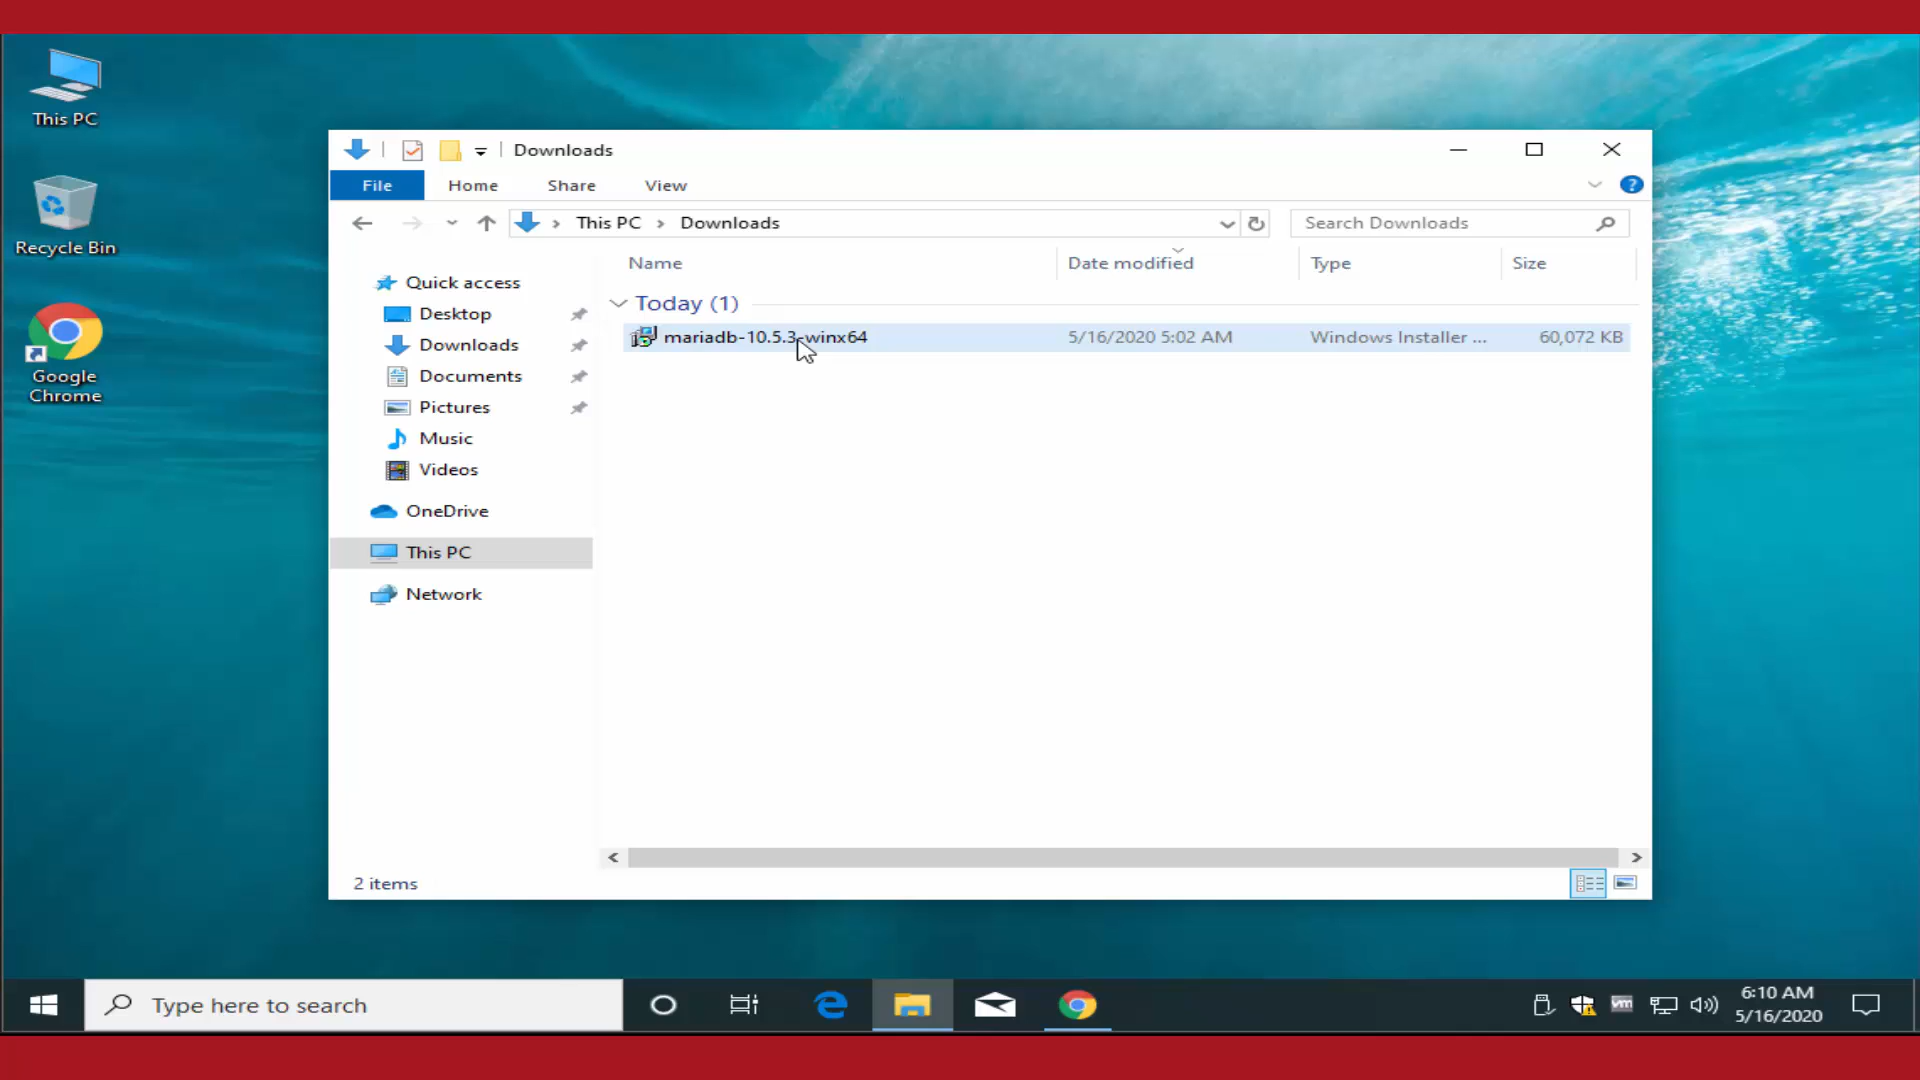 This PC
Recycle Bin
Google
Chrome
Downloads
File Home Share View
This PC Downloads
Search Downloads
Name Date modified Type Size
Today (1)
mariadb-10.5.3-winx64 5/16/2020 5:02 AM Windows Installer ... 60,072 KB
Quick access
Desktop
Downloads
Documents
Pictures
Music
Videos
OneDrive
This PC
Network
2 items
Type here to search
vm
6:10 AM
5/16/2020